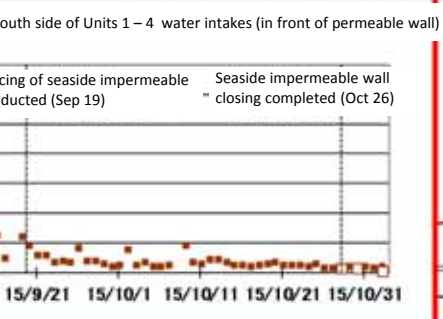 outh side of Units 1 – 4 water intakes (in front of permeable wall)
cing of seaside impermeable
ducted (Sep 19)
Seaside impermeable wall
closing completed (Oct 26)
15/9/21 15/10/1 15/10/11 15/10/21 15/10/31